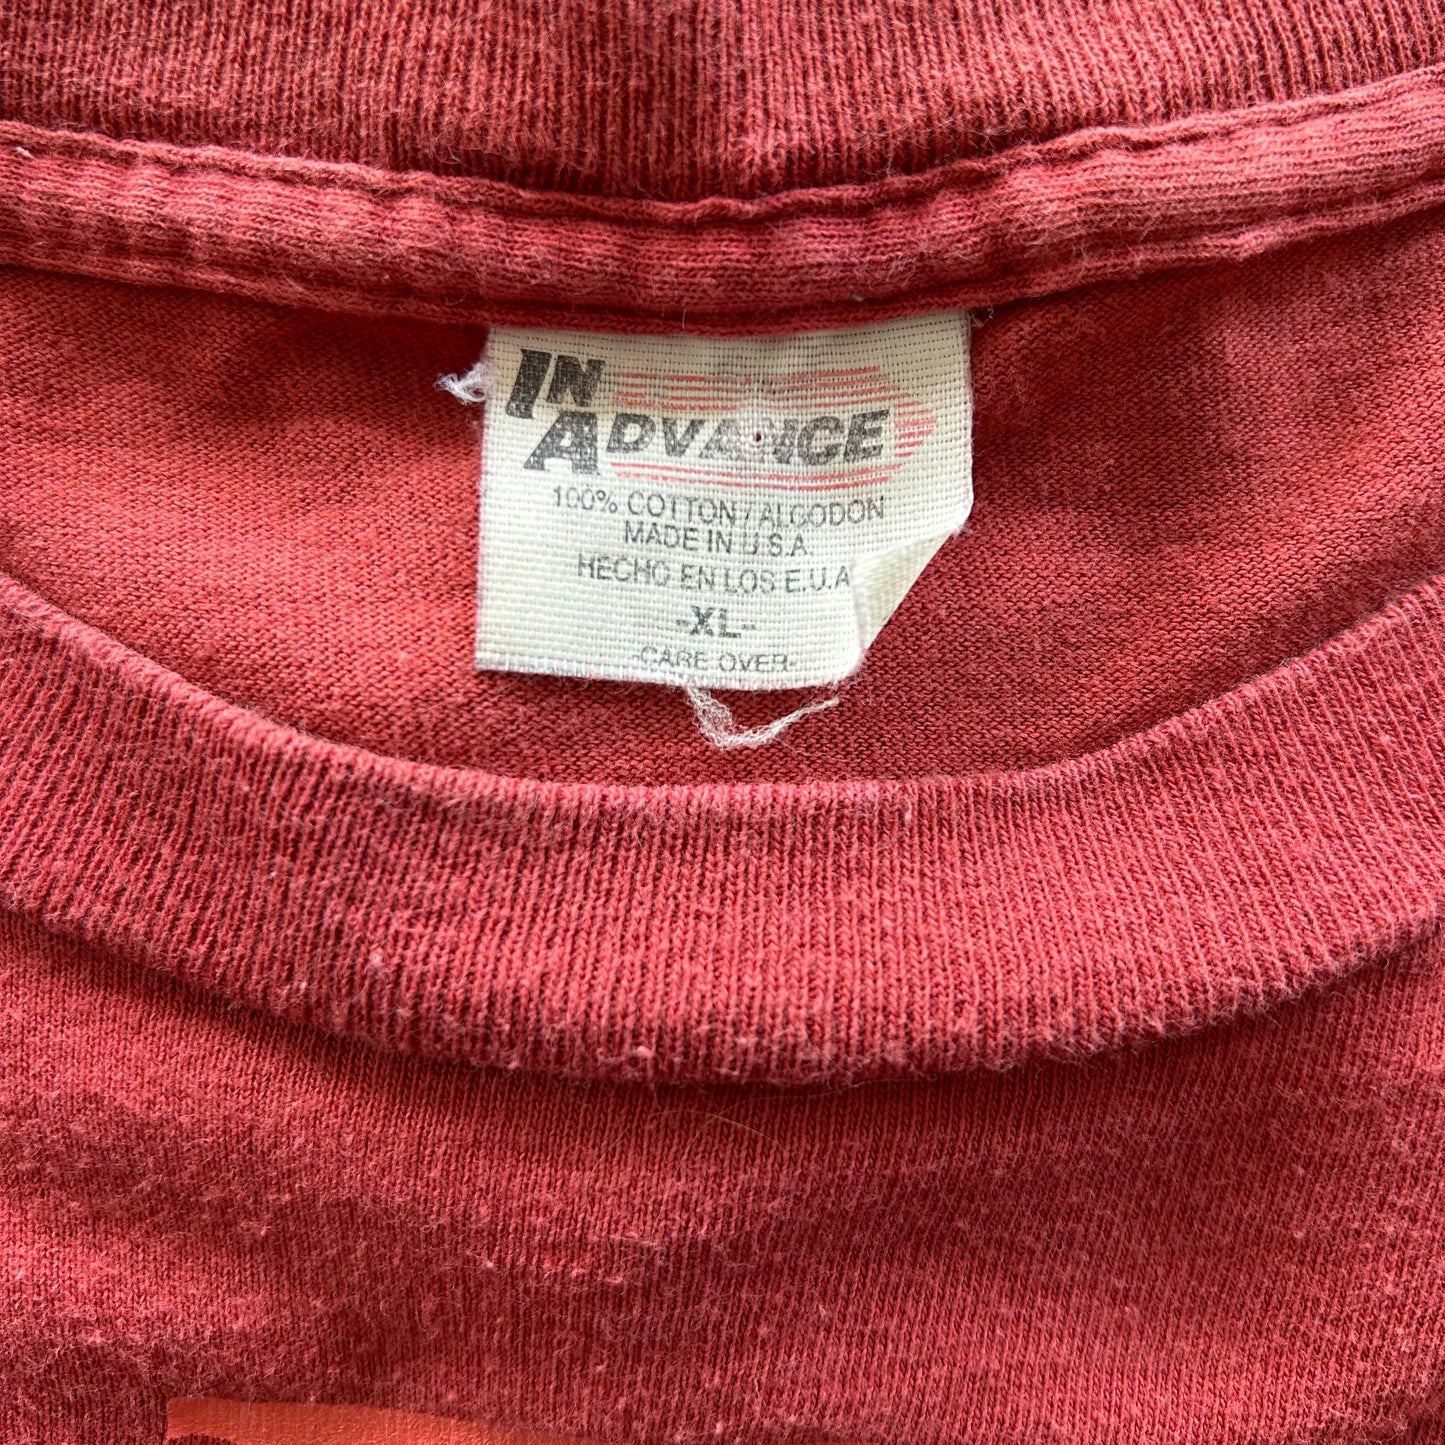 IN
ADVANCE
100% COTTON / ALGODON
MADE IN U.S.A.
HECHO EN LOS E.U.A
-XL-
-CARE OVER-